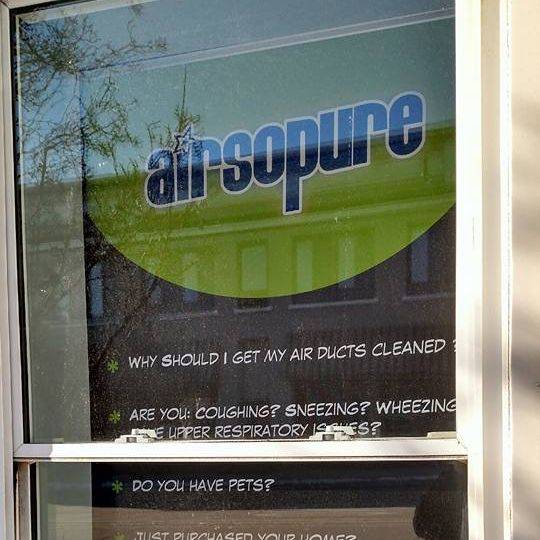 airsopure
WHY SHOULD I GET MY AIR DUCTS CLEANED ?
ARE YOU: COUGHING? SNEEZING? WHEEZING
UPPER RESPIRATORY ISSUES?
DO YOU HAVE PETS?
JUST PURCHASED YOUR HOME?